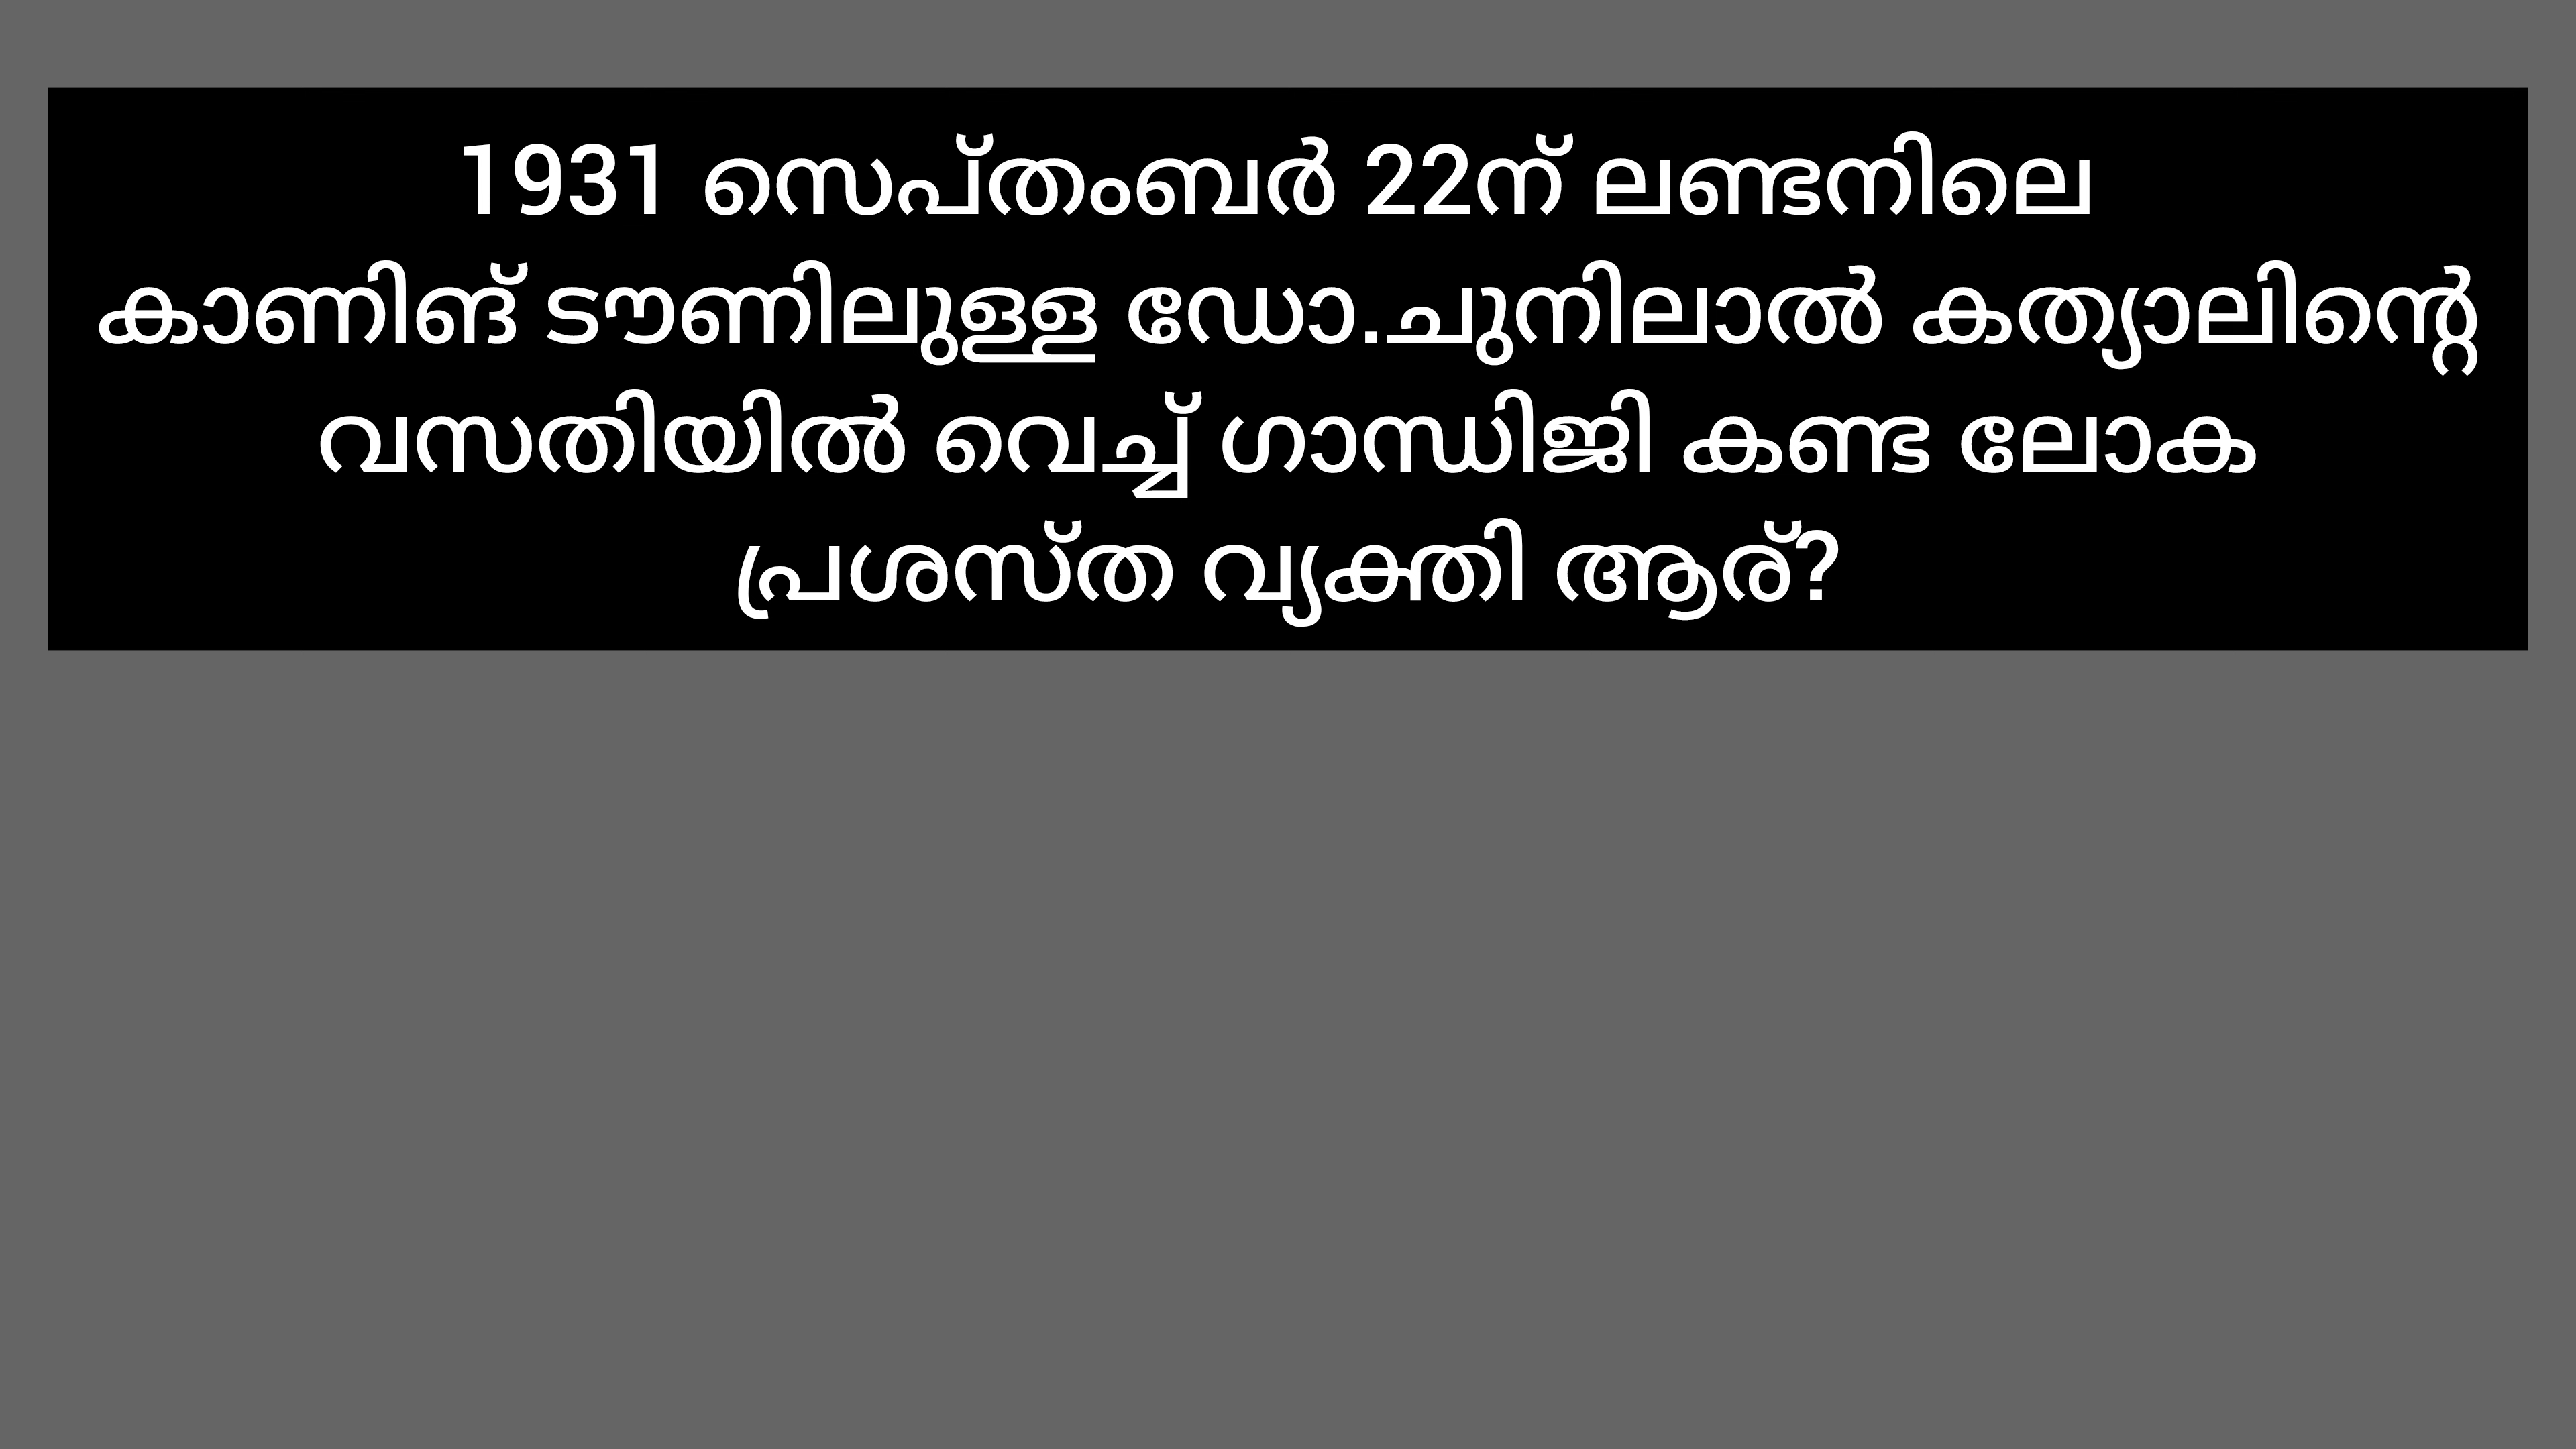 1931 സെപ്തംബർ 22ന് ലണ്ടനിലെ
കാണിങ് ടൗണിലുള്ള ഡോ.ചുനിലാൽ കത്യാലിന്റെ
വസതിയിൽ വെച്ച് ഗാന്ധിജി കണ്ട ലോക
പ്രശസ്ത വ്യക്തി ആര്?